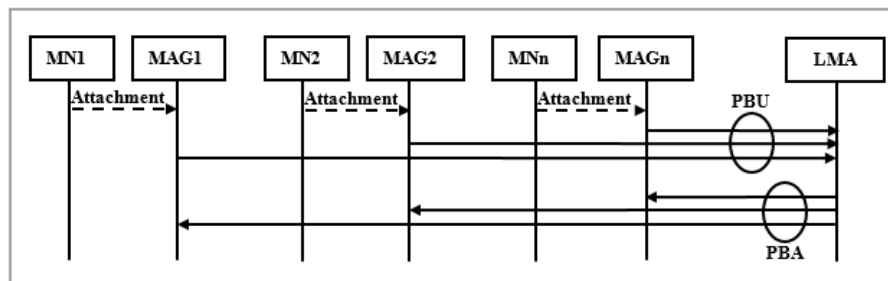 MN1 MAG1 MN2 MAG2 MNn MAGn LMA
Attachment Attachment Attachment
PBU
PBA